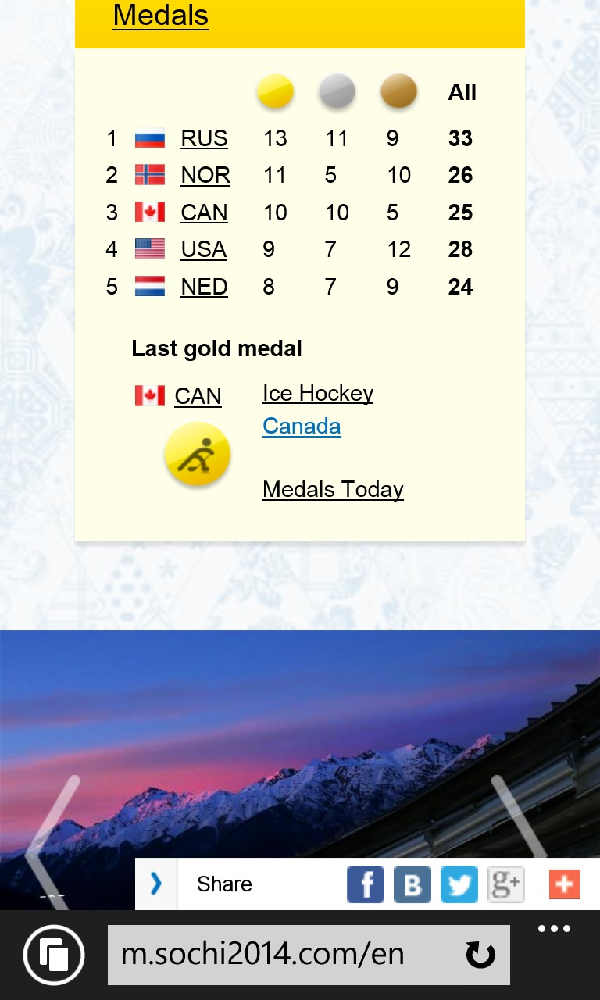 Medals
All
1 RUS 13 11 9 33
2 NOR 11 5 10 26
3 CAN 10 10 5 25
4 USA 9 7 12 28
5 NED 8 7 9 24
Last gold medal
CAN Ice Hockey
Canada
Medals Today
Share f B g+
m.sochi2014.com/en